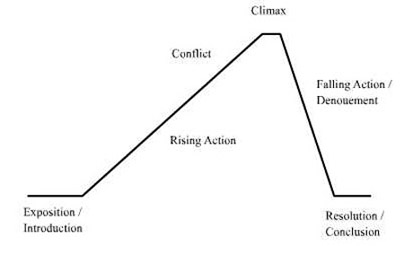 Climax
Conflict
Falling Action /
Denouement
Rising Action
Exposition /
Introduction
Resolution /
Conclusion